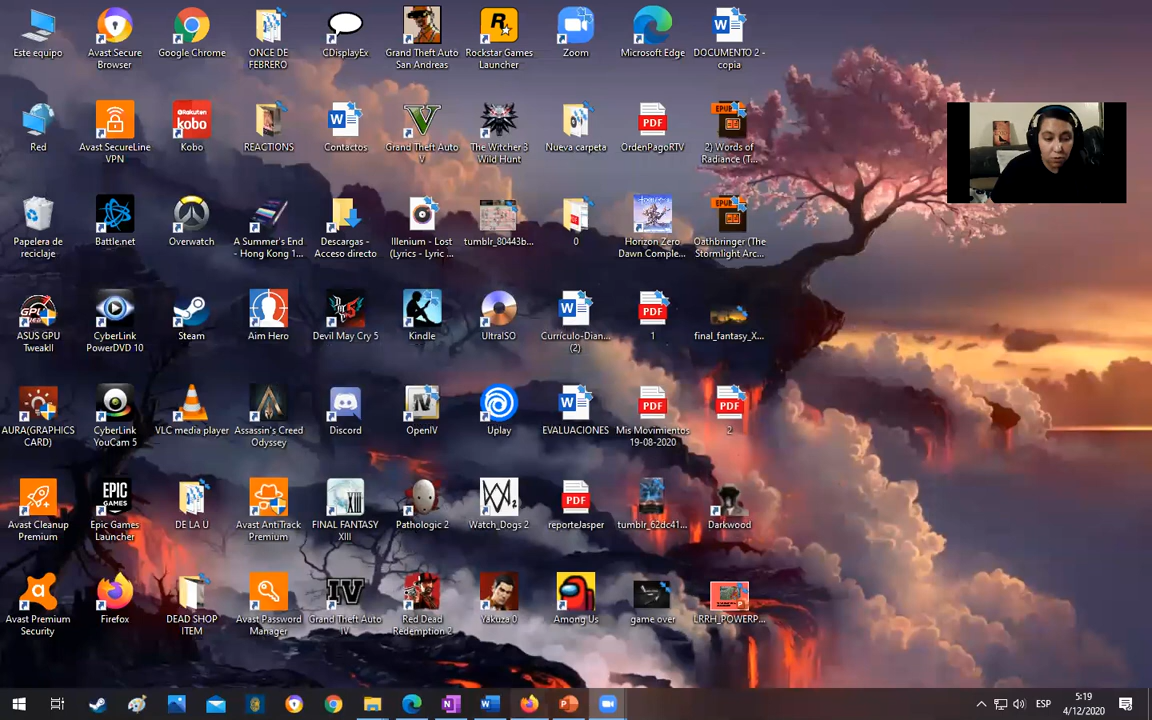 Este equipo
Avast Secure
Browser
Google Chrome
ONCE DE
FEBRERO
CDisplayEx
Grand Theft Auto
San Andreas
Rockstar Games
Launcher
Zoom
Microsoft Edge
DOCUMENTO 2 -
copia
Red
Avast SecureLine
VPN
Kobo
REACTIONS
Contactos
Grand Theft Auto
V
The Witcher 3
Wild Hunt
Nueva carpeta
OrdenPagoRTV
2) Words of
Radiance (T...
Papelera de
reciclaje
Battle.net
Overwatch
A Summer's End
- Hong Kong 1...
Descargas -
Acceso directo
Illenium - Lost
(Lyrics - Lyric ...
tumblr_80443b...
0
Horizon Zero
Dawn Comple...
Oathbringer (The
Stormlight Arc...
ASUS GPU
TweakII
CyberLink
PowerDVD 10
Steam
Aim Hero
Devil May Cry 5
Kindle
UltraISO
Curriculo-Dian...
(2)
1
final_fantasy_X...
AURA(GRAPHICS
CARD)
CyberLink
YouCam 5
VLC media player
Assassin's Creed
Odyssey
Discord
OpenIV
Uplay
EVALUACIONES
Mis Movimientos
19-08-2020
2
Avast Cleanup
Premium
Epic Games
Launcher
DE LA U
Avast AntiTrack
Premium
FINAL FANTASY
XIII
Pathologic 2
Watch_Dogs 2
reporteJasper
tumblr_62dc41...
Darkwood
Avast Premium
Security
Firefox
DEAD SHOP
ITEM
Avast Password
Manager
Grand Theft Auto
IV
Red Dead
Redemption 2
Yakuza 0
Among Us
game over
LRRH_POWERP...
ESP
5:19
4/12/2020